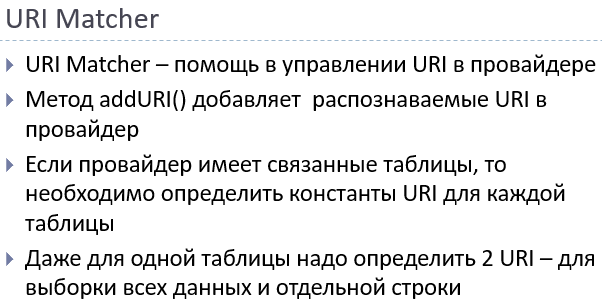 URI Matcher
URI Matcher – помощь в управлении URI в провайдере
Метод addURI() добавляет распознаваемые URI в
провайдер
Если провайдер имеет связанные таблицы, то
необходимо определить константы URI для каждой
таблицы
Даже для одной таблицы надо определить 2 URI – для
выборки всех данных и отдельной строки